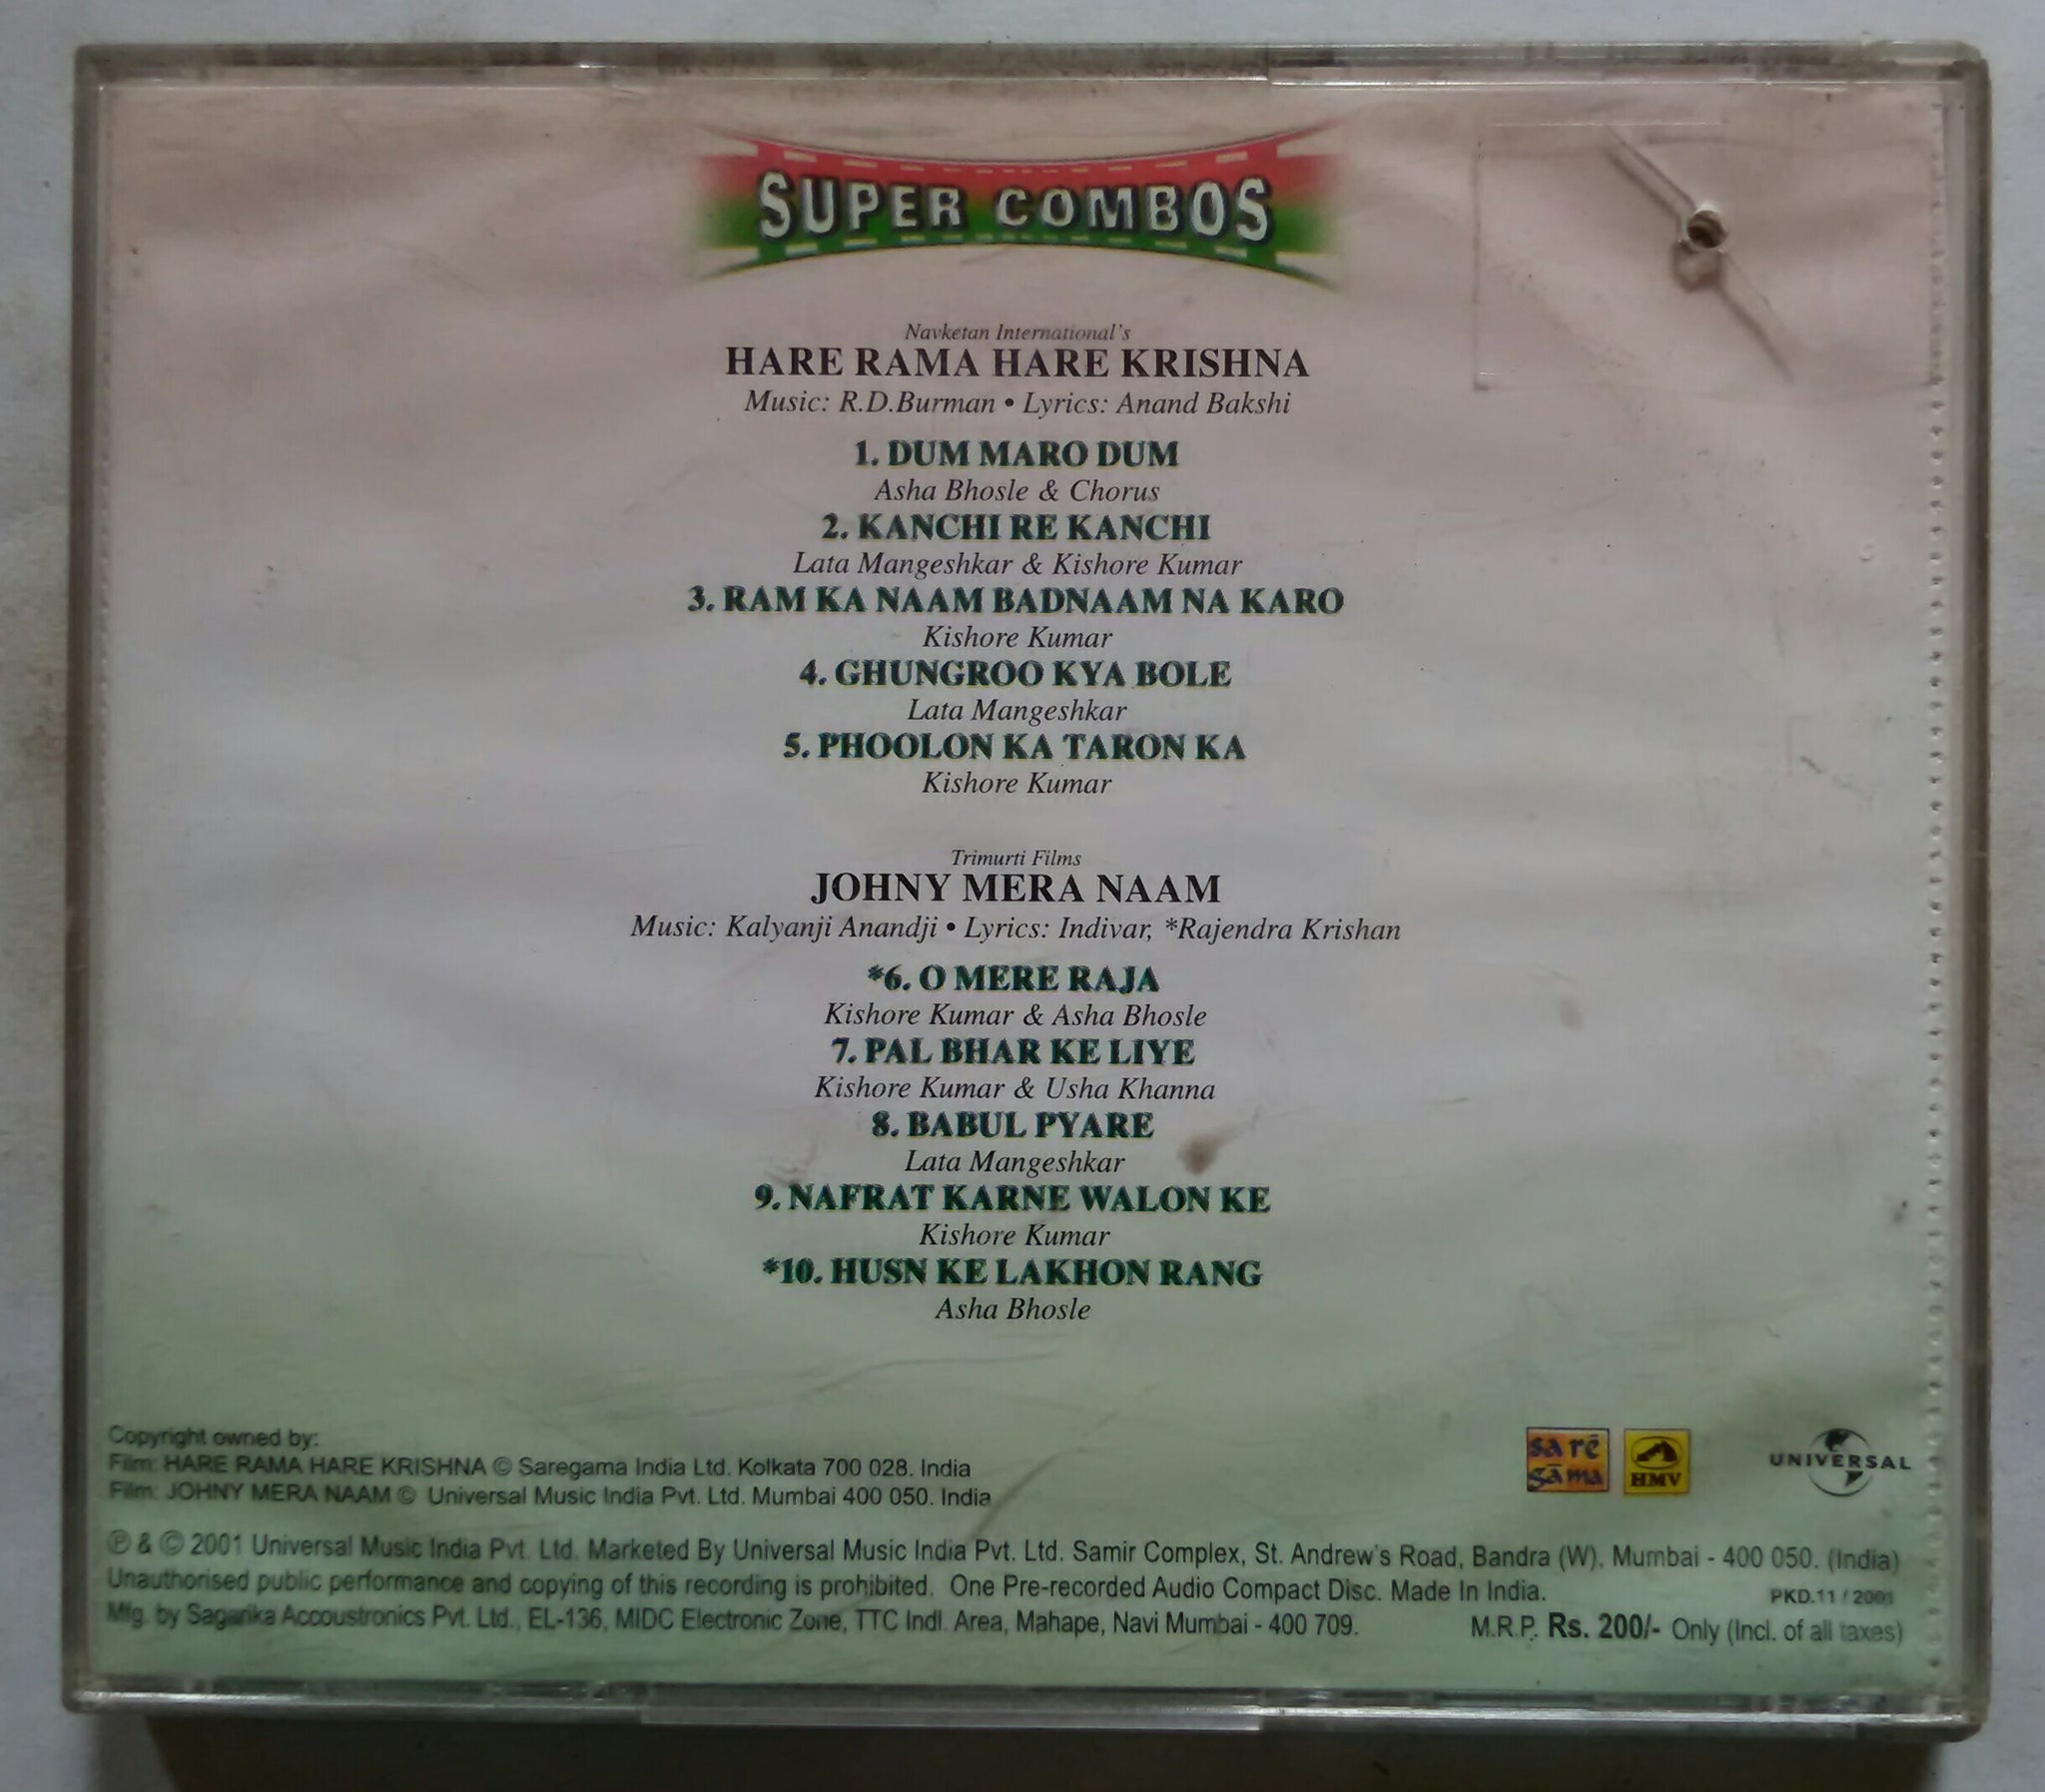 SUPER COMBOS
Navketan International's
HARE RAMA HARE KRISHNA
Music: R.D.Burman • Lyrics: Anand Bakshi
1. DUM MARO DUM
Asha Bhosle & Chorus
2. KANCHI RE KANCHI
Lata Mangeshkar & Kishore Kumar
3. RAM KA NAAM BADNAAM NA KARO
Kishore Kumar
4. GHUNGROO KYA BOLE
Lata Mangeshkar
5. PHOOLON KA TARON KA
Kishore Kumar
Trimurti Films
JOHNY MERA NAAM
Music: Kalyanji Anandji • Lyrics: Indivar, *Rajendra Krishan
*6. O MERE RAJA
Kishore Kumar & Asha Bhosle
7. PAL BHAR KE LIYE
Kishore Kumar & Usha Khanna
8. BABUL PYARE
Lata Mangeshkar
9. NAFRAT KARNE WALON KE
Kishore Kumar
*10. HUSN KE LAKHON RANG
Asha Bhosle
Copyright owned by:
Film: HARE RAMA HARE KRISHNA © Saregama India Ltd. Kolkata 700 028. India
Film: JOHNY MERA NAAM © Universal Music India Pvt. Ltd. Mumbai 400 050. India
sa rē
gāma
HMV
UNIVERSAL
℗ & © 2001 Universal Music India Pvt. Ltd. Marketed By Universal Music India Pvt. Ltd. Samir Complex, St. Andrew's Road, Bandra (W), Mumbai - 400 050. (India)
Unauthorised public performance and copying of this recording is prohibited. One Pre-recorded Audio Compact Disc. Made In India.
PKD.11 / 2001
Mfg. by Sagarika Accoustronics Pvt. Ltd., EL-136, MIDC Electronic Zone, TTC Indl. Area, Mahape, Navi Mumbai - 400 709.
M.R.P. Rs. 200/- Only (Incl. of all taxes)